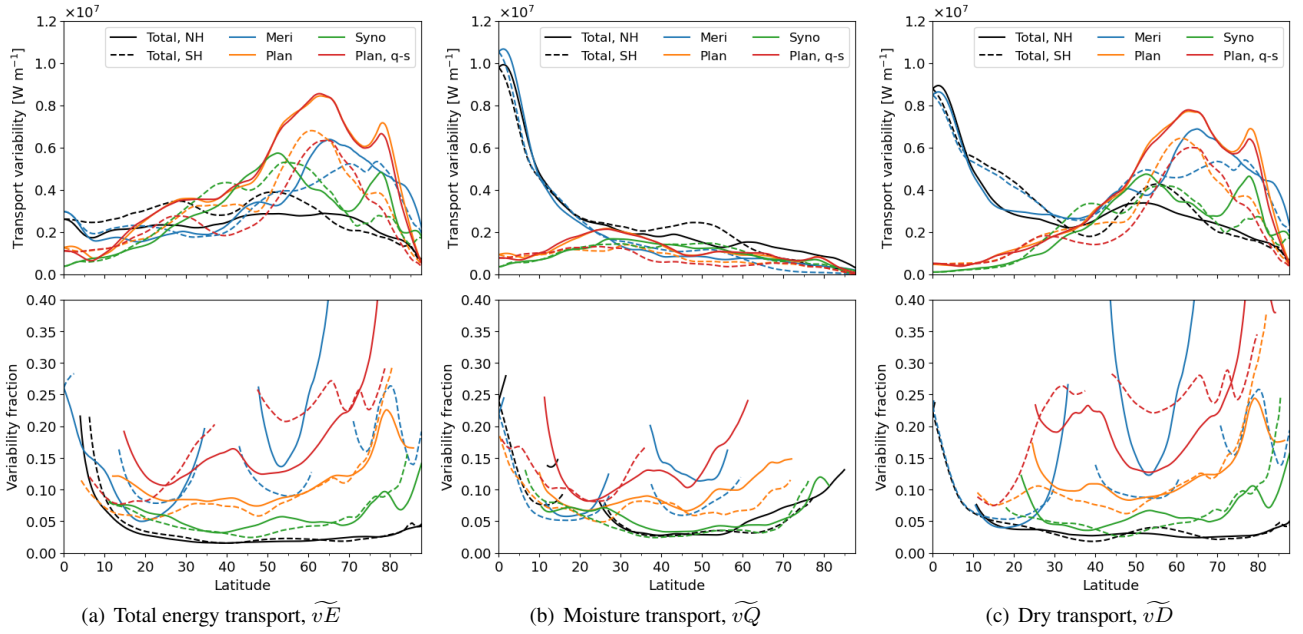 ×10⁷
Transport variability [W m⁻¹]
1.2
1.0
0.8
0.6
0.4
0.2
0.0
Total, NH Meri Syno
Total, SH Plan Plan, q-s
×10⁷
Transport variability [W m⁻¹]
1.2
1.0
0.8
0.6
0.4
0.2
0.0
Total, NH Meri Syno
Total, SH Plan Plan, q-s
×10⁷
Transport variability [W m⁻¹]
1.2
1.0
0.8
0.6
0.4
0.2
0.0
Total, NH Meri Syno
Total, SH Plan Plan, q-s
Variability fraction
0.40
0.35
0.30
0.25
0.20
0.15
0.10
0.05
0.00
0 10 20 30 40 50 60 70 80
Latitude
Variability fraction
0.40
0.35
0.30
0.25
0.20
0.15
0.10
0.05
0.00
0 10 20 30 40 50 60 70 80
Latitude
Variability fraction
0.40
0.35
0.30
0.25
0.20
0.15
0.10
0.05
0.00
0 10 20 30 40 50 60 70 80
Latitude
(a) Total energy transport, ṽE
(b) Moisture transport, ṽQ
(c) Dry transport, ṽD